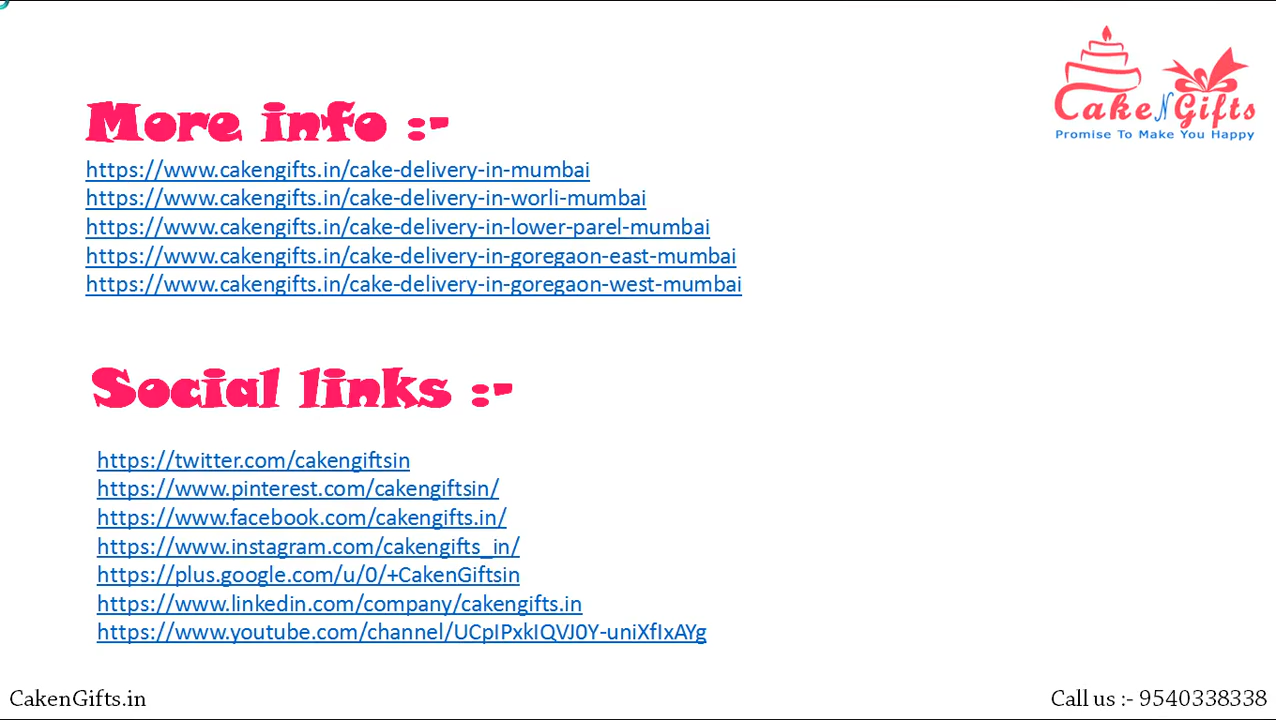 Cake N Gifts
Promise To Make You Happy
More info :-
https://www.cakengifts.in/cake-delivery-in-mumbai
https://www.cakengifts.in/cake-delivery-in-worli-mumbai
https://www.cakengifts.in/cake-delivery-in-lower-parel-mumbai
https://www.cakengifts.in/cake-delivery-in-goregaon-east-mumbai
https://www.cakengifts.in/cake-delivery-in-goregaon-west-mumbai
Social links :-
https://twitter.com/cakengiftsin
https://www.pinterest.com/cakengiftsin/
https://www.facebook.com/cakengifts.in/
https://www.instagram.com/cakengifts_in/
https://plus.google.com/u/0/+CakenGiftsin
https://www.linkedin.com/company/cakengifts.in
https://www.youtube.com/channel/UCpIPxkIQVJ0Y-uniXfIxAYg
CakenGifts.in
Call us :- 9540338338